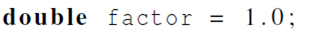 double factor = 1.0;